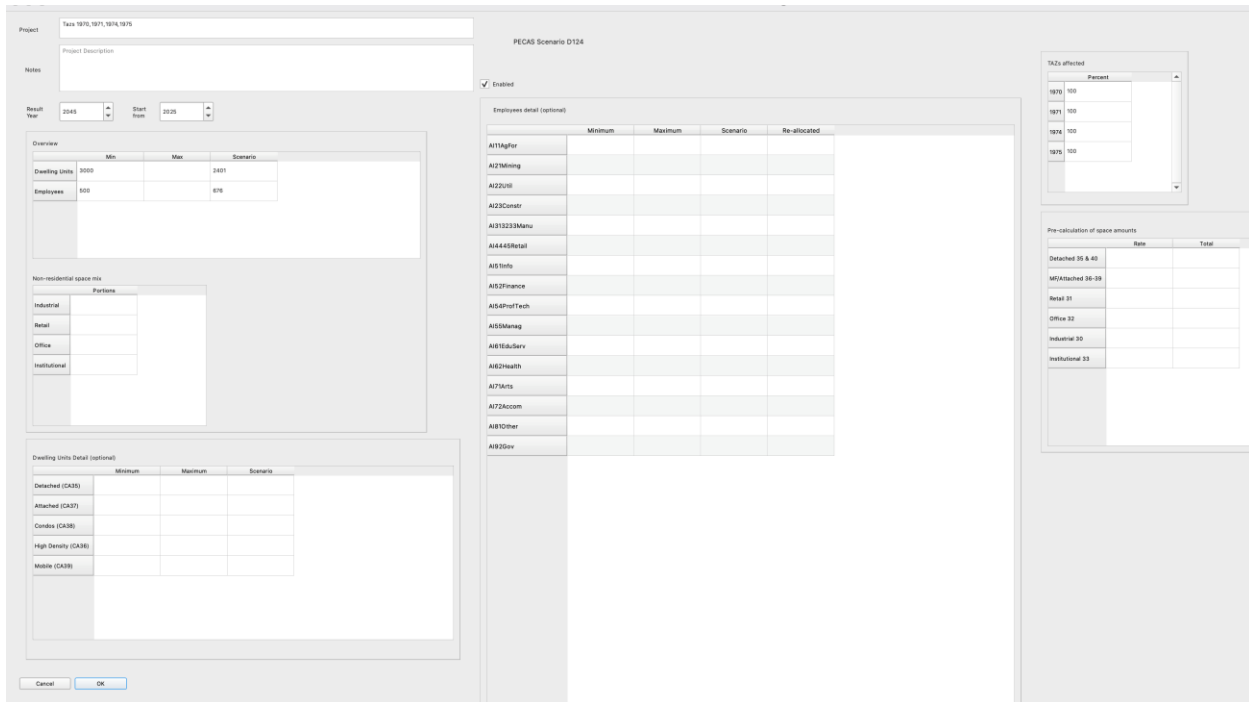 Project
Tazs 1970,1971,1974,1975
PECAS Scenario D124
Notes
Project Description
Enabled
Result Year
2045
Start from
2025
Overview
Min Max Scenario
Dwelling Units 3000 2401
Employees 500 876
Non-residential space mix
Portions
Industrial
Retail
Office
Institutional
Dwelling Units Detail (optional)
Minimum Maximum Scenario
Detached (CA35)
Attached (CA37)
Condos (CA38)
High Density (CA36)
Mobile (CA39)
Cancel
OK
Employees detail (optional)
Minimum Maximum Scenario Re-allocated
AI11AgFor
AI21Mining
AI22Util
AI23Constr
AI313233Manu
AI4445Retail
AI51Info
AI52Finance
AI54ProfTech
AI55Manag
AI61EduServ
AI62Health
AI71Arts
AI72Accom
AI81Other
AI92Gov
TAZs affected
Percent
1970 100
1971 100
1974 100
1975 100
Pre-calculation of space amounts
Rate Total
Detached 35 & 40
MF/Attached 36-39
Retail 31
Office 32
Industrial 30
Institutional 33